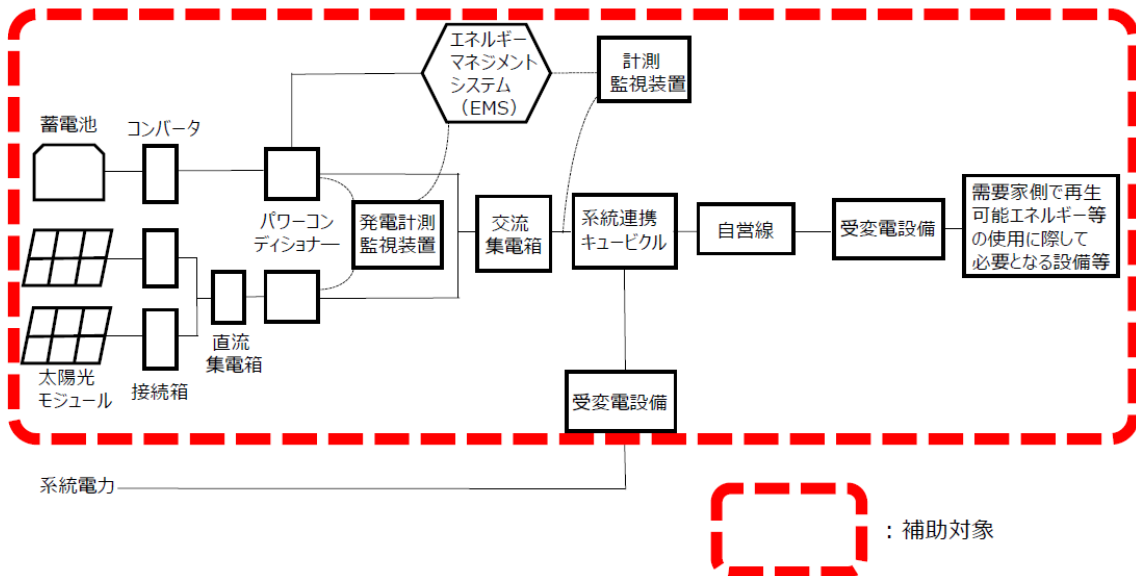 エネルギー
マネジメント
システム
（EMS）
計測
監視装置
蓄電池
コンバータ
パワーコン
ディショナー
発電計測
監視装置
交流
集電箱
系統連携
キュービクル
自営線
受変電設備
需要家側で再生
可能エネルギー等
の使用に際して
必要となる設備等
直流
集電箱
太陽光
モジュール
接続箱
受変電設備
系統電力
：補助対象